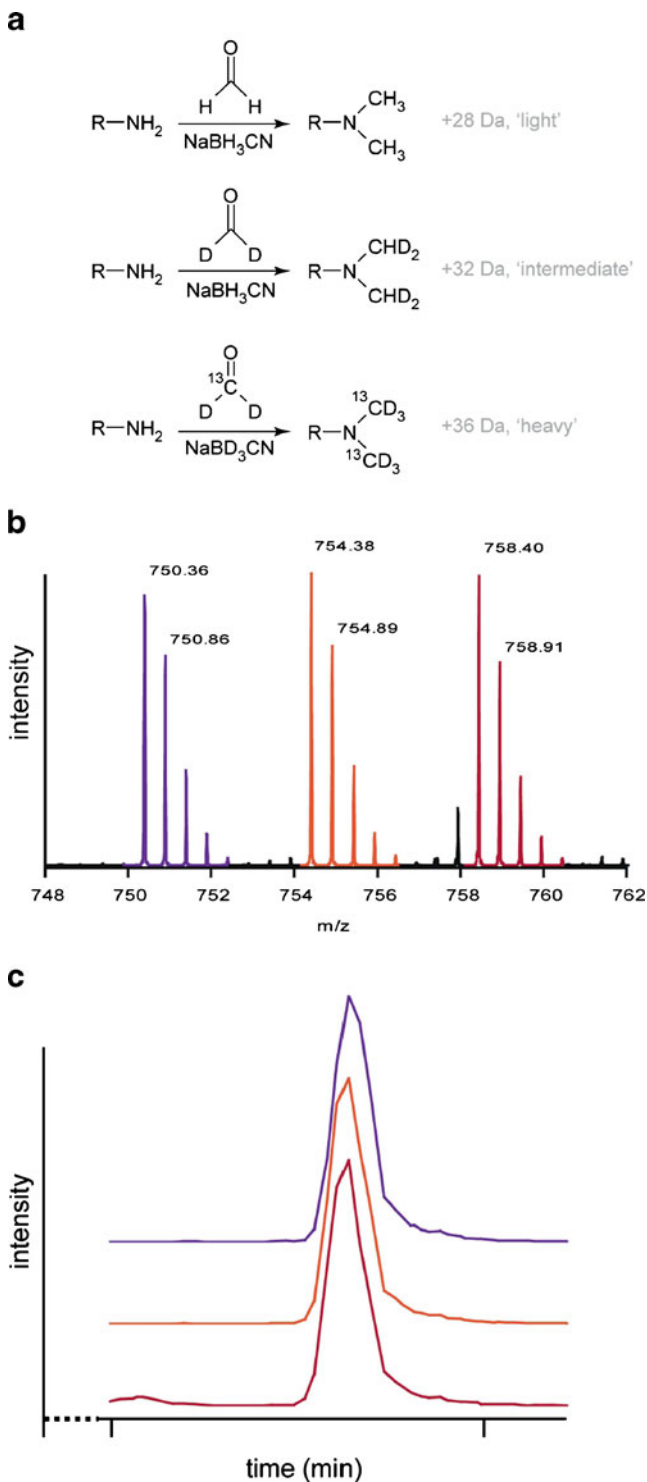 a
O
H H
R–NH2
NaBH3CN
R–N
CH3
CH3
+28 Da, 'light'
O
D D
R–NH2
NaBH3CN
R–N
CHD2
CHD2
+32 Da, 'intermediate'
O
13C
D D
R–NH2
NaBD3CN
R–N
13CD3
13CD3
+36 Da, 'heavy'
b
intensity
750.36
750.86
754.38
754.89
758.40
758.91
748 750 752 754 756 758 760 762
m/z
c
intensity
time (min)